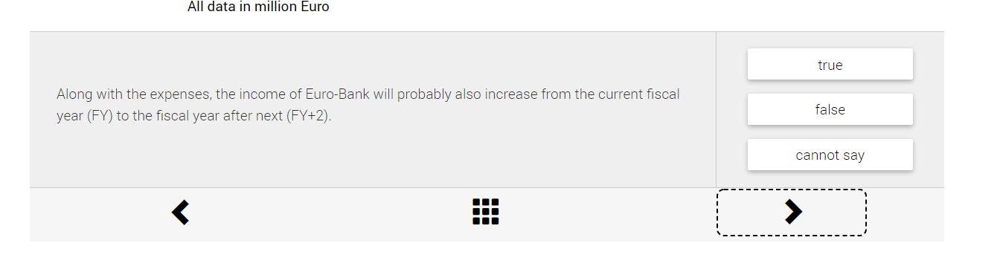 All data in million Euro
Along with the expenses, the income of Euro-Bank will probably also increase from the current fiscal
year (FY) to the fiscal year after next (FY+2).
true
false
cannot say